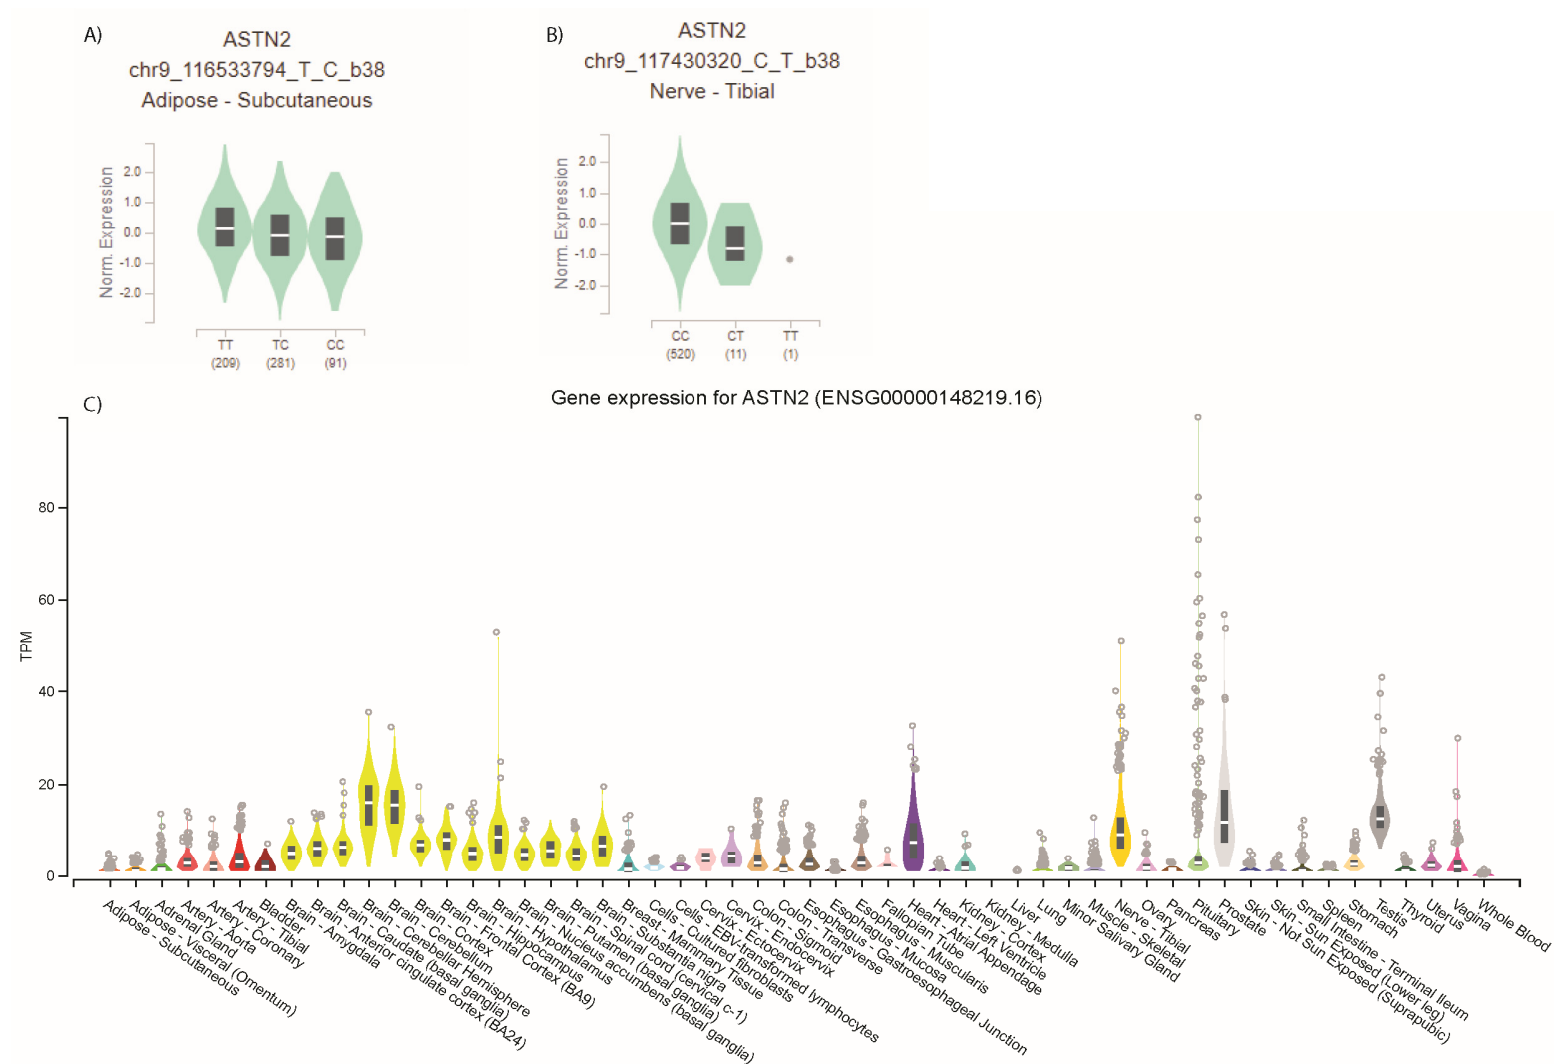 A)
ASTN2
chr9_116533794_T_C_b38
Adipose - Subcutaneous
Norm. Expression
2.0
1.0
0.0
-1.0
-2.0
TT
TC
CC
(209)
(281)
(91)
B)
ASTN2
chr9_117430320_C_T_b38
Nerve - Tibial
Norm. Expression
2.0
1.0
0.0
-1.0
-2.0
CC
CT
TT
(520)
(11)
(1)
C)
Gene expression for ASTN2 (ENSG00000148219.16)
TPM
80
60
40
20
0
Adipose - Subcutaneous
Adipose - Visceral (Omentum)
Adrenal Gland
Artery - Aorta
Artery - Coronary
Artery - Tibial
Bladder
Brain - Amygdala
Brain - Anterior cingulate cortex (BA24)
Brain - Caudate (basal ganglia)
Brain - Cerebellar Hemisphere
Brain - Cerebellum
Brain - Cortex
Brain - Frontal Cortex (BA9)
Brain - Hippocampus
Brain - Hypothalamus
Brain - Nucleus accumbens (basal ganglia)
Brain - Putamen (basal ganglia)
Brain - Spinal cord (cervical c-1)
Brain - Substantia nigra
Breast - Mammary Tissue
Cells - Cultured fibroblasts
Cells - EBV-transformed lymphocytes
Cervix - Ectocervix
Cervix - Endocervix
Colon - Sigmoid
Colon - Transverse
Esophagus - Gastroesophageal Junction
Esophagus - Mucosa
Esophagus - Muscularis
Fallopian Tube
Heart - Atrial Appendage
Heart - Left Ventricle
Kidney - Cortex
Kidney - Medulla
Liver
Lung
Minor Salivary Gland
Muscle - Skeletal
Nerve - Tibial
Ovary
Pancreas
Pituitary
Prostate
Skin - Not Sun Exposed (Suprapubic)
Skin - Sun Exposed (Lower leg)
Small Intestine - Terminal Ileum
Spleen
Stomach
Testis
Thyroid
Uterus
Vagina
Whole Blood